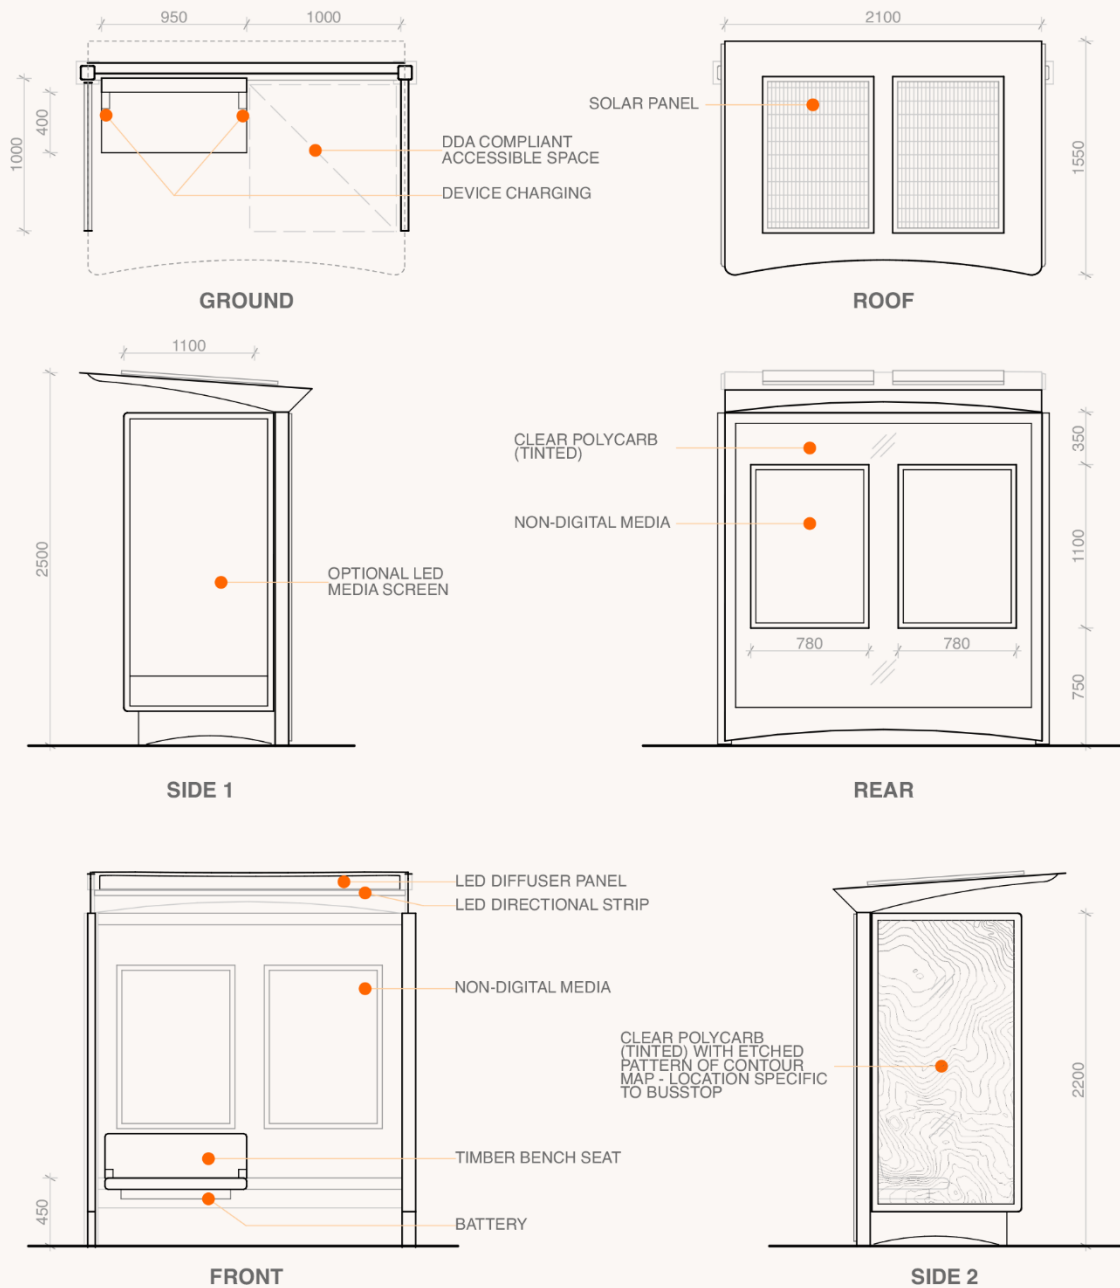 950
1000
400
1000
DDA COMPLIANT
ACCESSIBLE SPACE
DEVICE CHARGING
GROUND
2100
SOLAR PANEL
1550
ROOF
1100
2500
OPTIONAL LED
MEDIA SCREEN
SIDE 1
CLEAR POLYCARB
(TINTED)
NON-DIGITAL MEDIA
350
1100
780
780
750
REAR
LED DIFFUSER PANEL
LED DIRECTIONAL STRIP
NON-DIGITAL MEDIA
TIMBER BENCH SEAT
450
BATTERY
FRONT
CLEAR POLYCARB
(TINTED) WITH ETCHED
PATTERN OF CONTOUR
MAP - LOCATION SPECIFIC
TO BUSSTOP
2200
SIDE 2